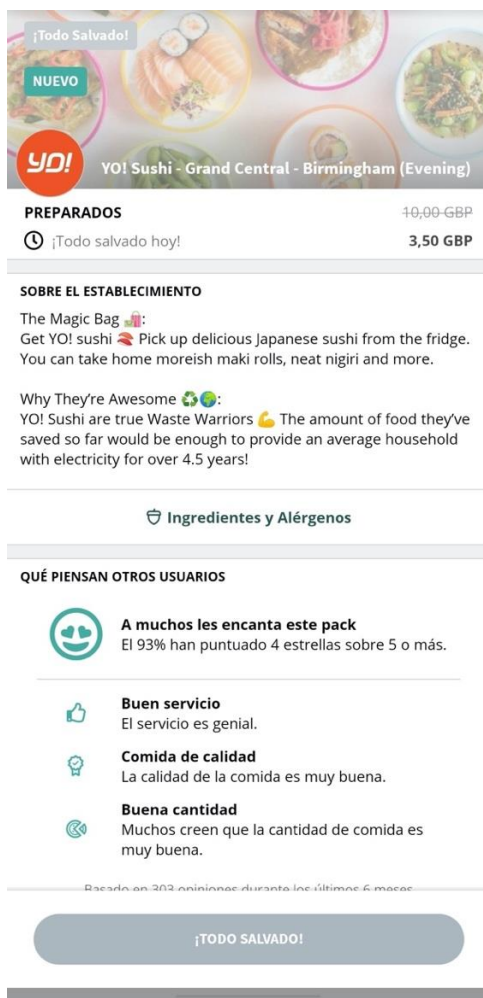 ¡Todo Salvado!
NUEVO
YO!
YO! Sushi - Grand Central - Birmingham (Evening)
PREPARADOS
10,00 GBP
¡Todo salvado hoy!
3,50 GBP
SOBRE EL ESTABLECIMIENTO
The Magic Bag 🛍️:
Get YO! sushi 🍣 Pick up delicious Japanese sushi from the fridge.
You can take home moreish maki rolls, neat nigiri and more.
Why They’re Awesome ♻️🌍:
YO! Sushi are true Waste Warriors 💪 The amount of food they’ve
saved so far would be enough to provide an average household
with electricity for over 4.5 years!
Ingredientes y Alérgenos
QUÉ PIENSAN OTROS USUARIOS
A muchos les encanta este pack
El 93% han puntuado 4 estrellas sobre 5 o más.
Buen servicio
El servicio es genial.
Comida de calidad
La calidad de la comida es muy buena.
Buena cantidad
Muchos creen que la cantidad de comida es
muy buena.
Basado en 303 opiniones durante los últimos 6 meses
¡TODO SALVADO!